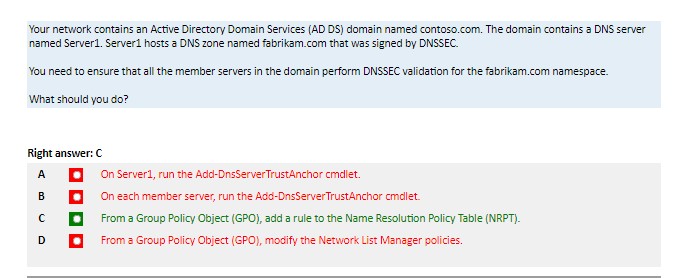 Your network contains an Active Directory Domain Services (AD DS) domain named contoso.com. The domain contains a DNS server
named Server1. Server1 hosts a DNS zone named fabrikam.com that was signed by DNSSEC.
You need to ensure that all the member servers in the domain perform DNSSEC validation for the fabrikam.com namespace.
What should you do?
Right answer: C
A On Server1, run the Add-DnsServerTrustAnchor cmdlet.
B On each member server, run the Add-DnsServerTrustAnchor cmdlet.
C From a Group Policy Object (GPO), add a rule to the Name Resolution Policy Table (NRPT).
D From a Group Policy Object (GPO), modify the Network List Manager policies.